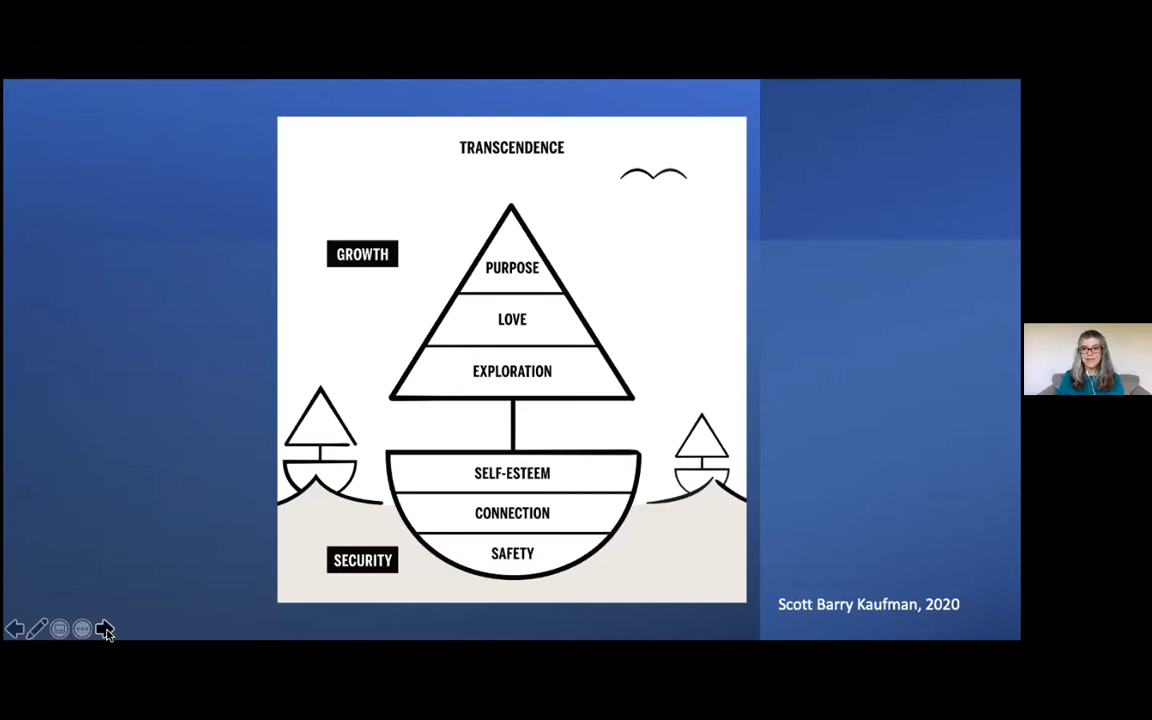 TRANSCENDENCE
GROWTH
PURPOSE
LOVE
EXPLORATION
SELF-ESTEEM
CONNECTION
SAFETY
SECURITY
Scott Barry Kaufman, 2020